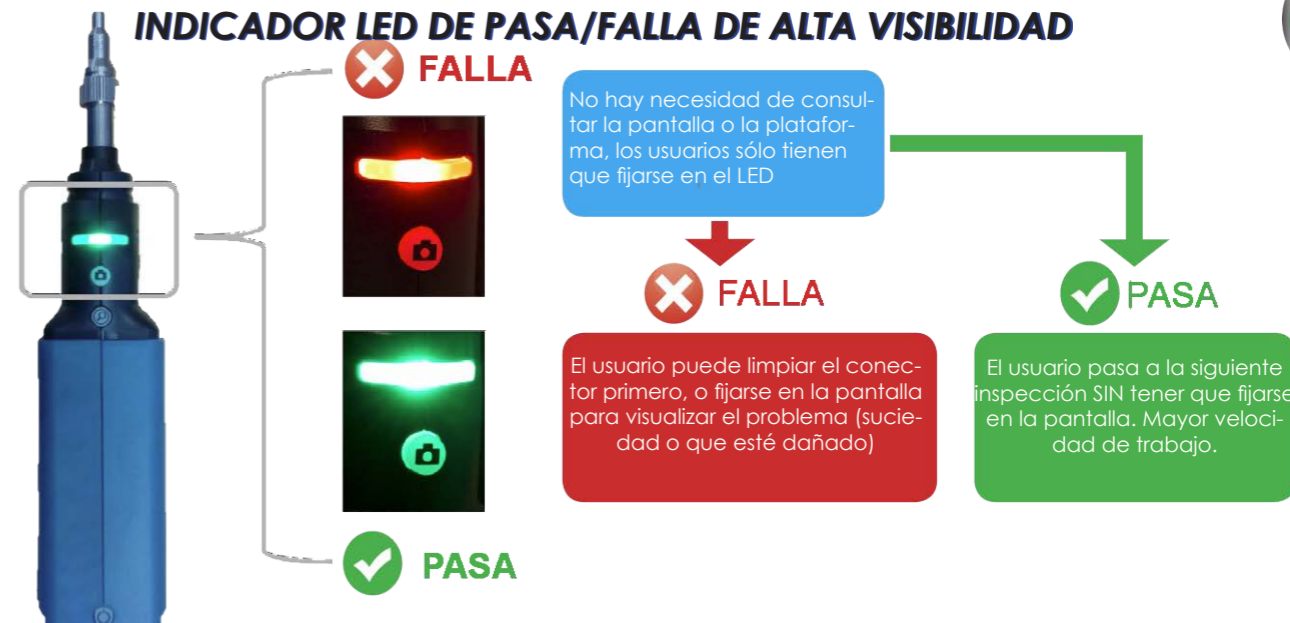 INDICADOR LED DE PASA/FALLA DE ALTA VISIBILIDAD
FALLA
No hay necesidad de consul-
tar la pantalla o la platafor-
ma, los usuarios sólo tienen
que fijarse en el LED
FALLA
PASA
El usuario puede limpiar el conec-
tor primero, o fijarse en la pantalla
para visualizar el problema (sucie-
dad o que esté dañado)
El usuario pasa a la siguiente
inspección SIN tener que fijarse
en la pantalla. Mayor veloci-
dad de trabajo.
PASA